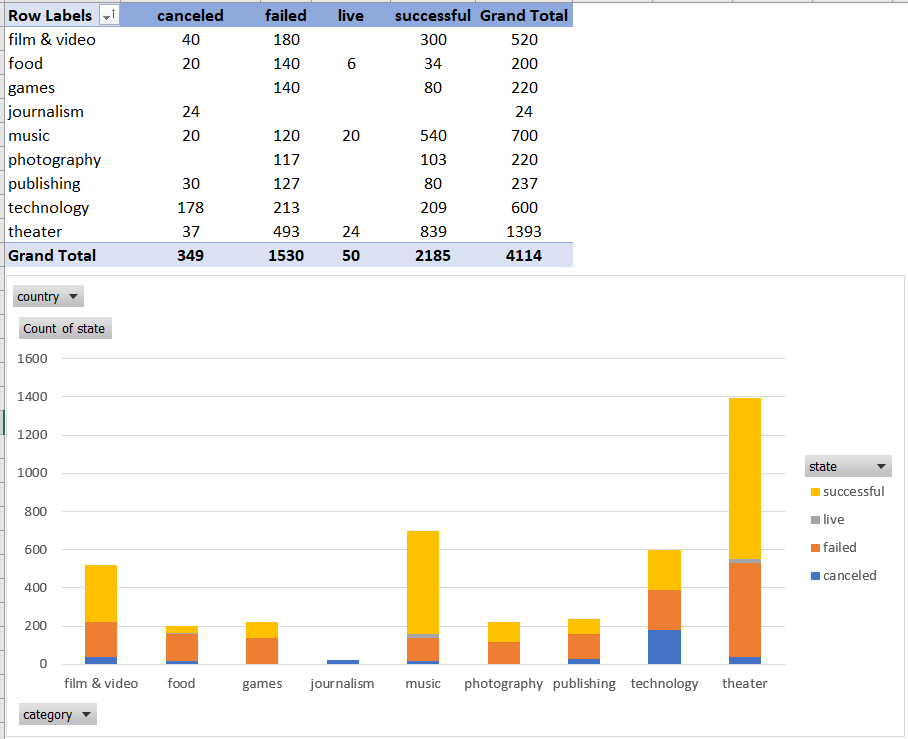 Row Labels canceled failed live successful Grand Total
film & video 40 180 300 520
food 20 140 6 34 200
games 140 80 220
journalism 24 24
music 20 120 20 540 700
photography 117 103 220
publishing 30 127 80 237
technology 178 213 209 600
theater 37 493 24 839 1393
Grand Total 349 1530 50 2185 4114
country
Count of state
1600
1400
1200
1000
800
600
400
200
0
film & video food games journalism music photography publishing technology theater
state
successful
live
failed
canceled
category